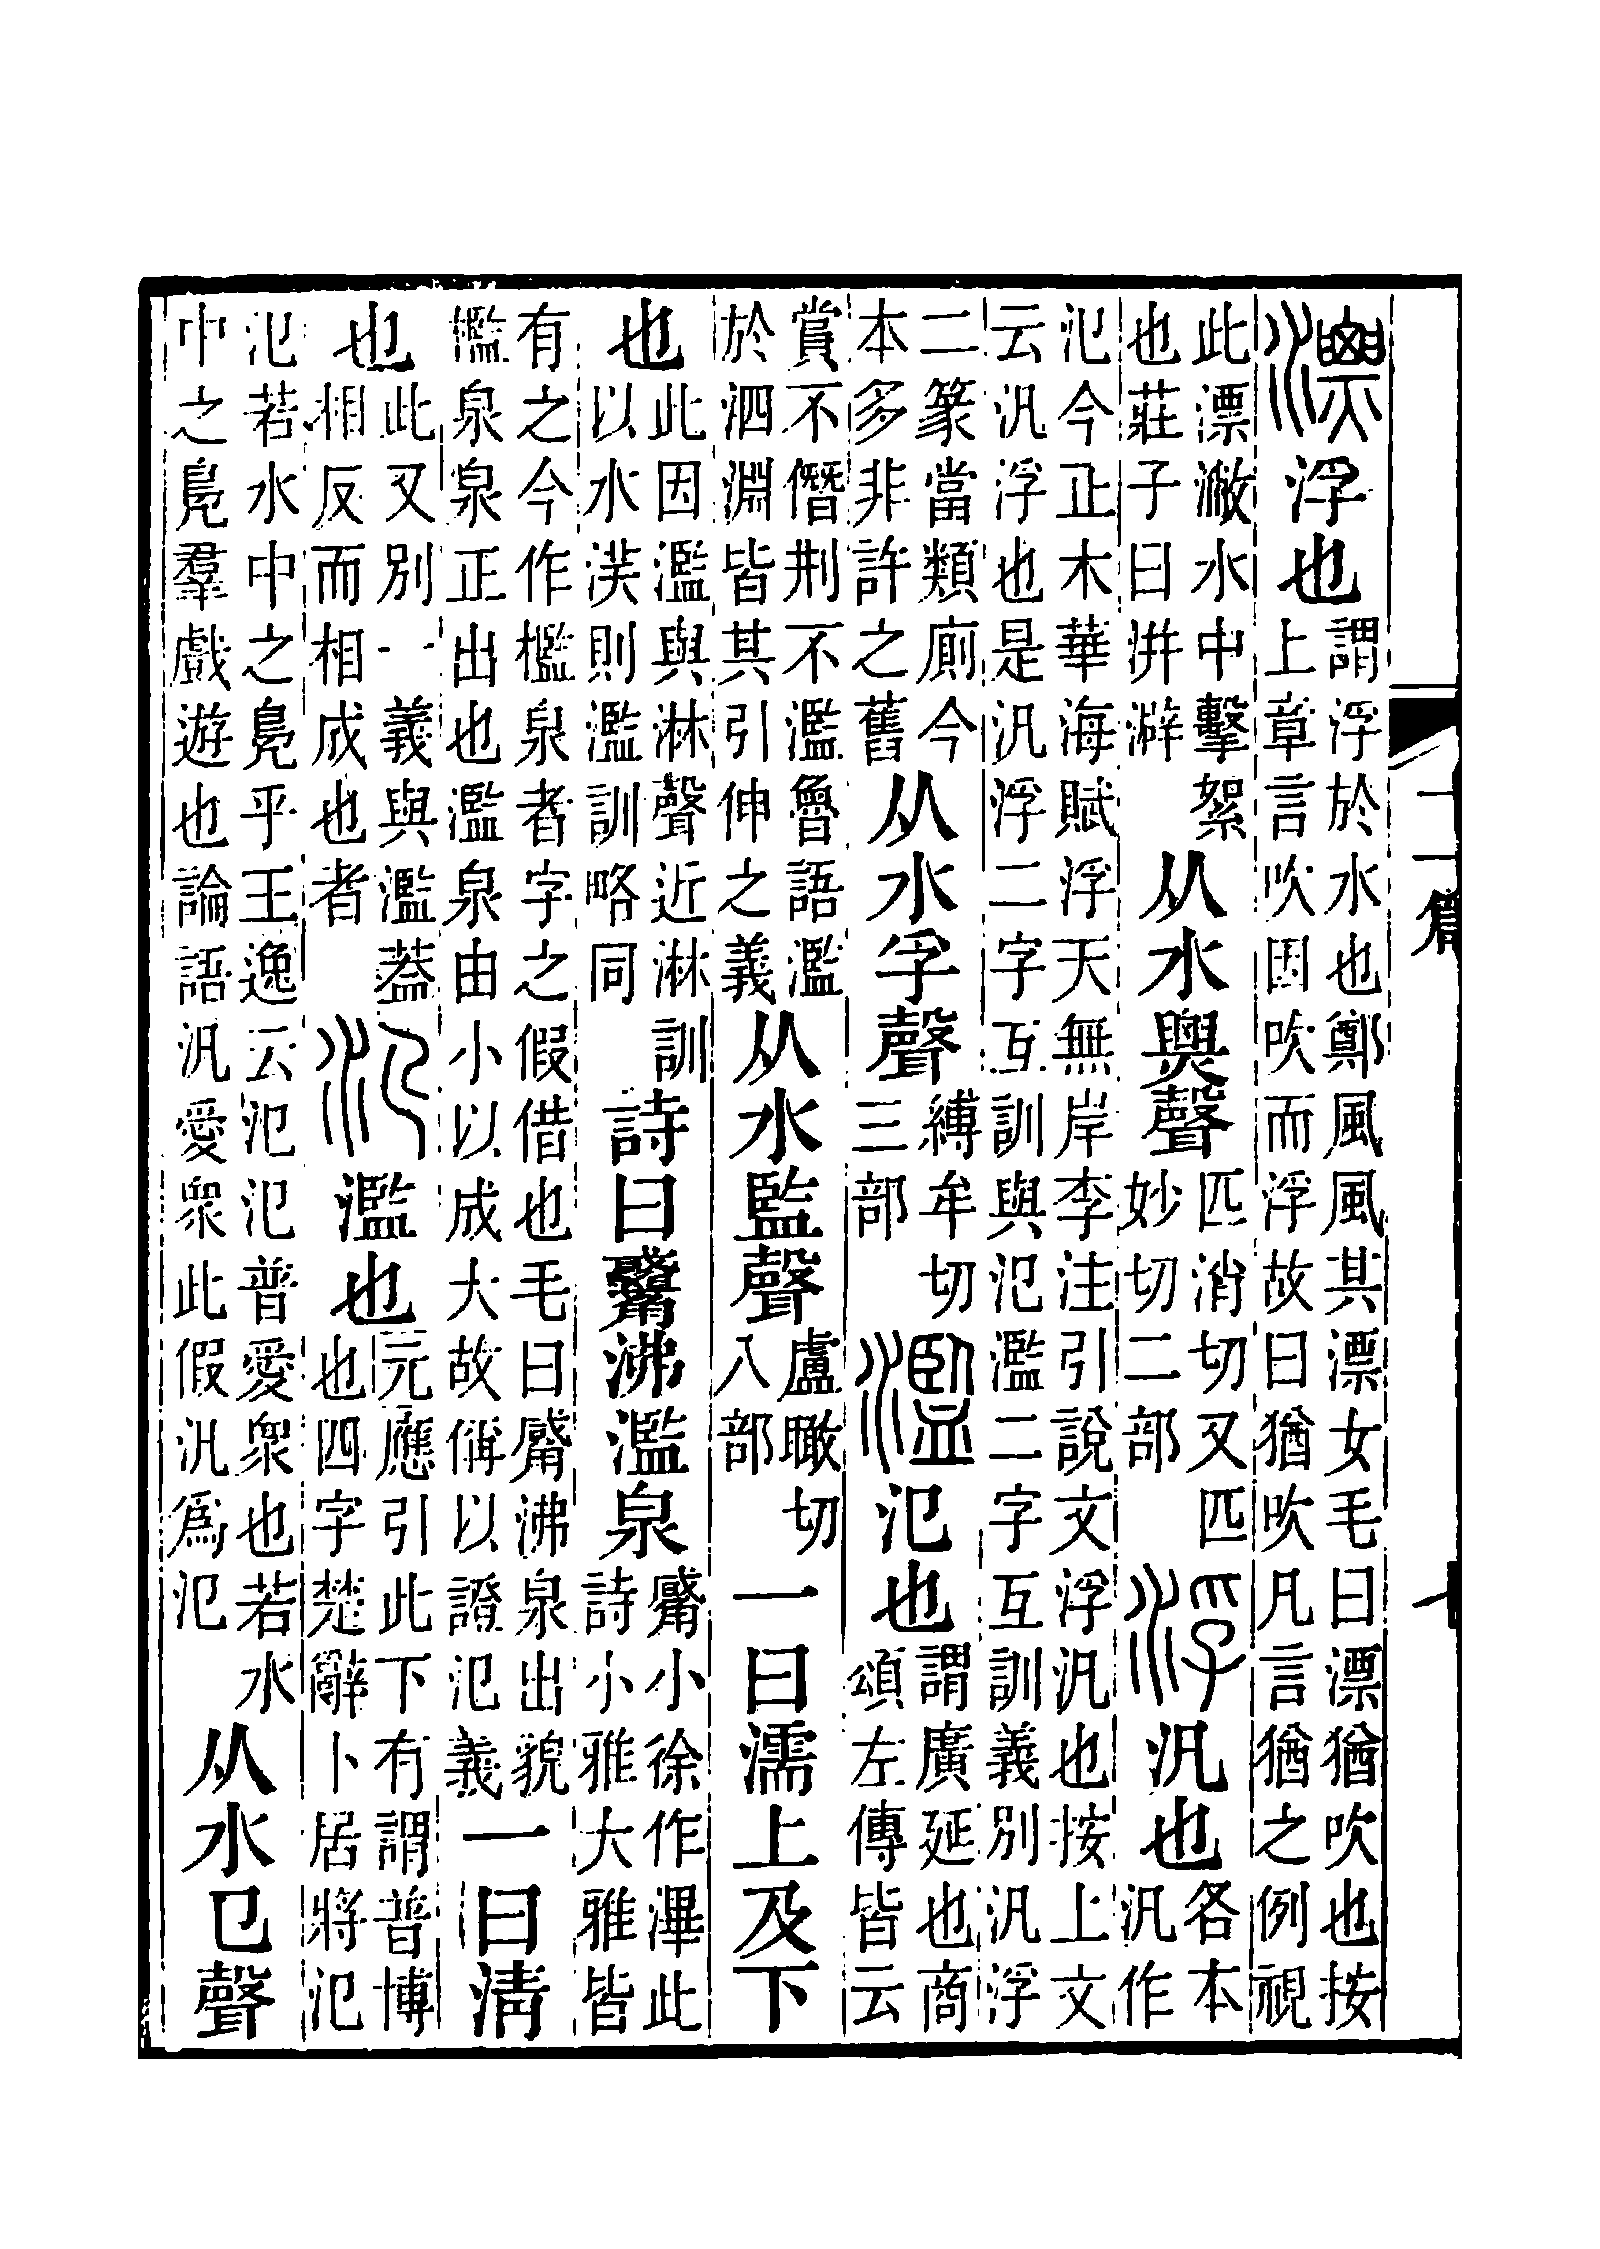 漂浮也謂浮於水也鄭風風其漂女毛曰漂猶吹也按上章言吹因吹而浮故曰猶吹凡言猶之例視
此漂潎水中擊絮也莊子曰洴澼从水㶾聲匹消切又匹妙切二部浮汎也各本汎作
氾今正木華海賦浮天無岸李注引說文浮汎也按上文云汎浮也是汎浮二字互訓與氾濫二字互訓義別汎浮
二篆當類廁今本多非許之舊从水孚聲縛牟切三部濫氾也謂廣延也商頌左傳皆云
賞不僭刑不濫魯語濫於泗淵皆其引伸之義从水監聲盧瞰切八部一曰濡上及下
也此因濫與淋聲近淋訓以水沃則濫訓略同詩曰觱沸濫泉觱小徐作滭此詩小雅大雅皆
有之今作檻泉者字之假借也毛曰觱沸泉出貌檻泉泉正出也濫泉由小以成大故偁以證氾義一曰清
也此又別一義與濫葢相反而相成也者氾濫也元應引此下有謂普博也四字楚辭卜居將氾
氾若水中之鳧乎王逸云氾氾普愛衆也若水中之鳧羣戲遊也論語汎愛衆此假汎爲氾从水㔾聲
十一篇
七